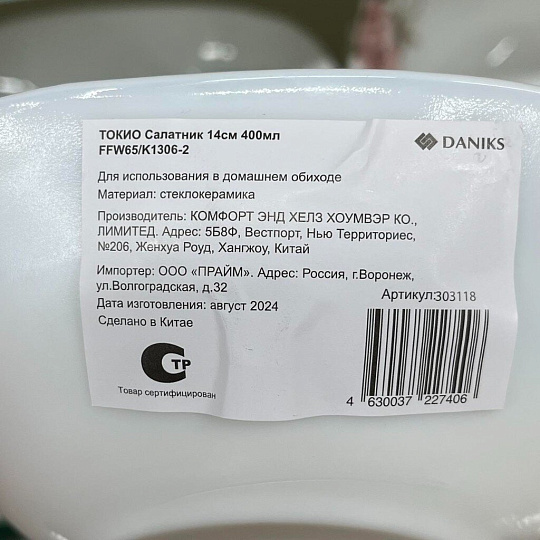 ТОКИО Салатник 14см 400мл
FFW65/K1306-2
DANIKS
Для использования в домашнем обиходе
Материал: стеклокерамика
Производитель: КОМФОРТ ЭНД ХЕЛЗ ХОУМВЭР КО.,
ЛИМИТЕД. Адрес: 5Б8Ф, Вестпорт, Нью Территориес,
№206, Женхуа Роуд, Хангжоу, Китай
Импортер: ООО «ПРАЙМ». Адрес: Россия, г.Воронеж,
ул.Волгоградская, д.32
Артикул:303118
Дата изготовления: август 2024
Сделано в Китае
СТР
Товар сертифицирован
4 630037 227406